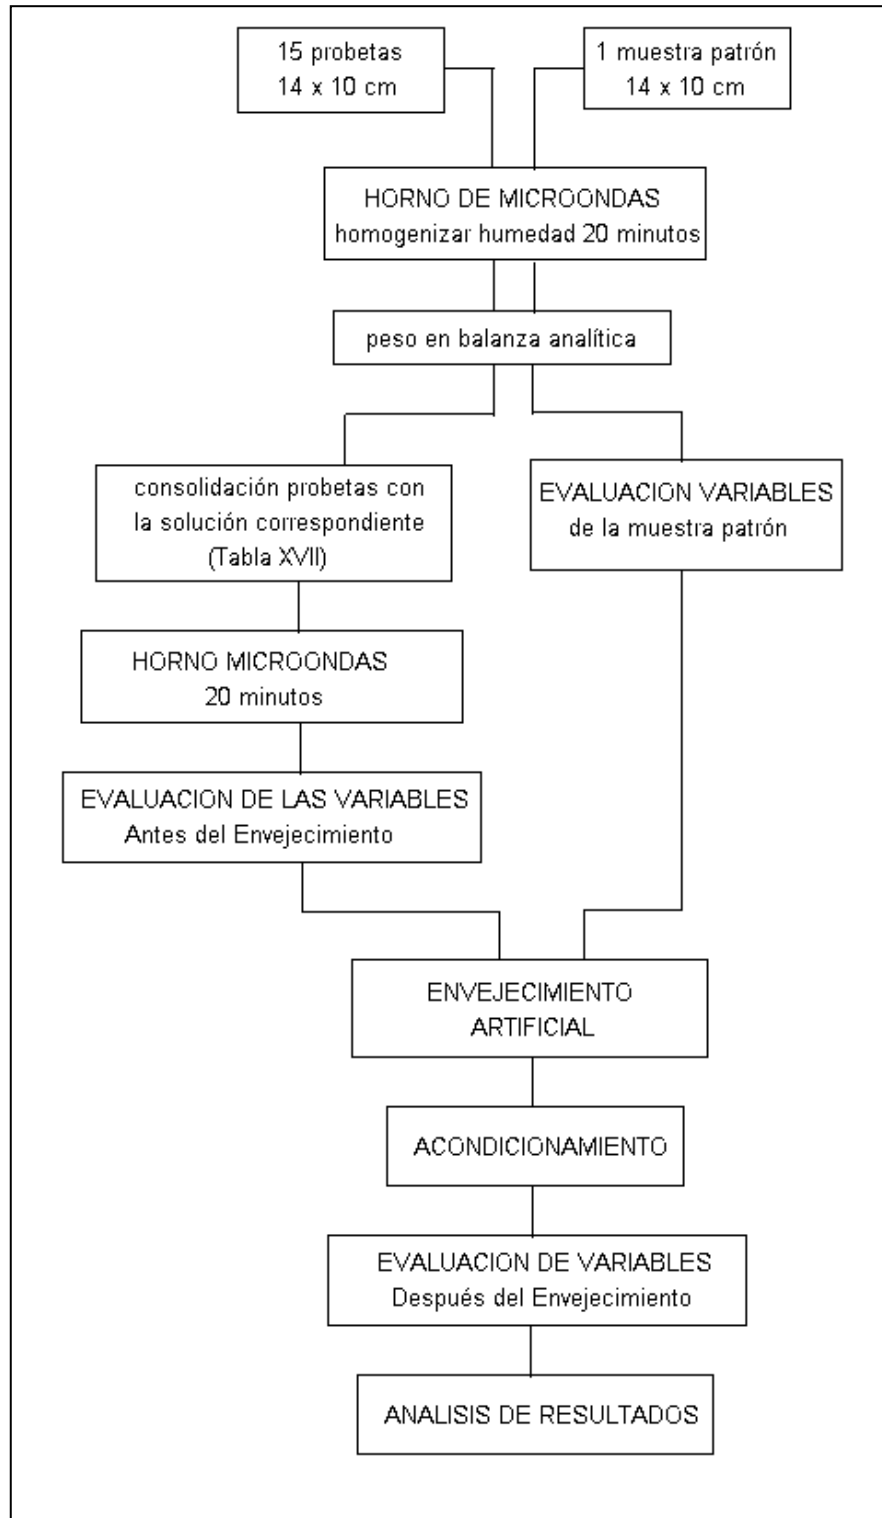 15 probetas
14 x 10 cm
1 muestra patrón
14 x 10 cm
HORNO DE MICROONDAS
homogenizar humedad 20 minutos
peso en balanza analítica
consolidación probetas con
la solución correspondiente
(Tabla XVII)
EVALUACION VARIABLES
de la muestra patrón
HORNO MICROONDAS
20 minutos
EVALUACION DE LAS VARIABLES
Antes del Envejecimiento
ENVEJECIMIENTO
ARTIFICIAL
ACONDICIONAMIENTO
EVALUACION DE VARIABLES
Después del Envejecimiento
ANALISIS DE RESULTADOS